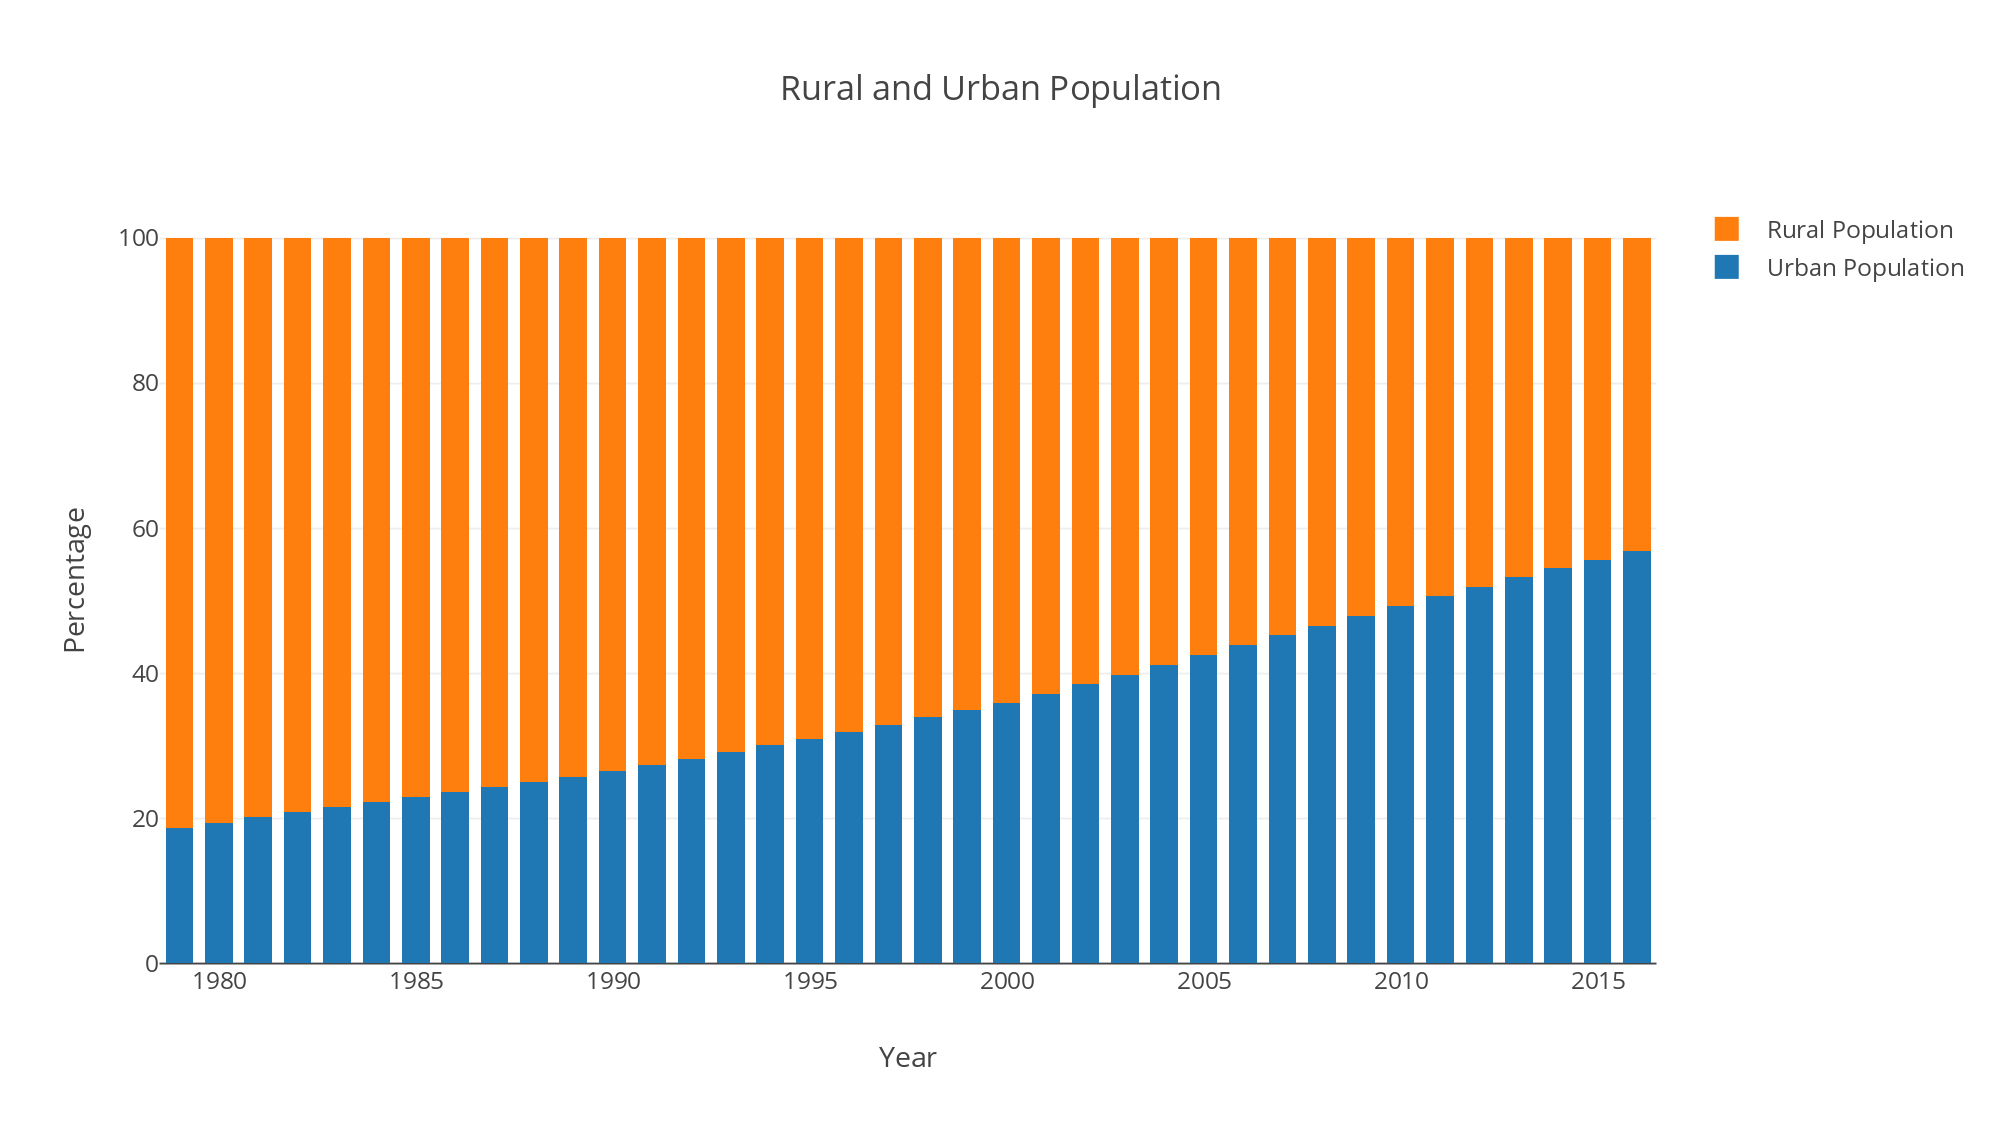 Rural and Urban Population
Rural Population
Urban Population
Percentage
100
80
60
40
20
0
1980 1985 1990 1995 2000 2005 2010 2015
Year